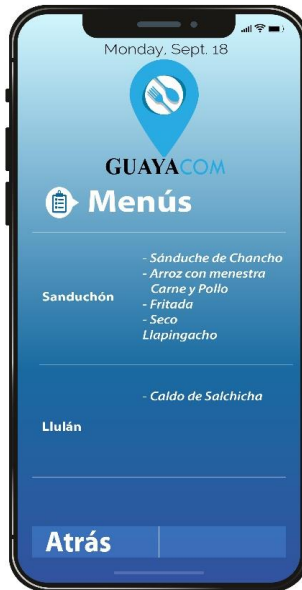 Monday, Sept. 18
GUAYACOM
Menús
Sanduchón
- Sánduche de Chancho
- Arroz con menestra
Carne y Pollo
- Fritada
- Seco
Llapingacho
Llulán
- Caldo de Salchicha
Atrás